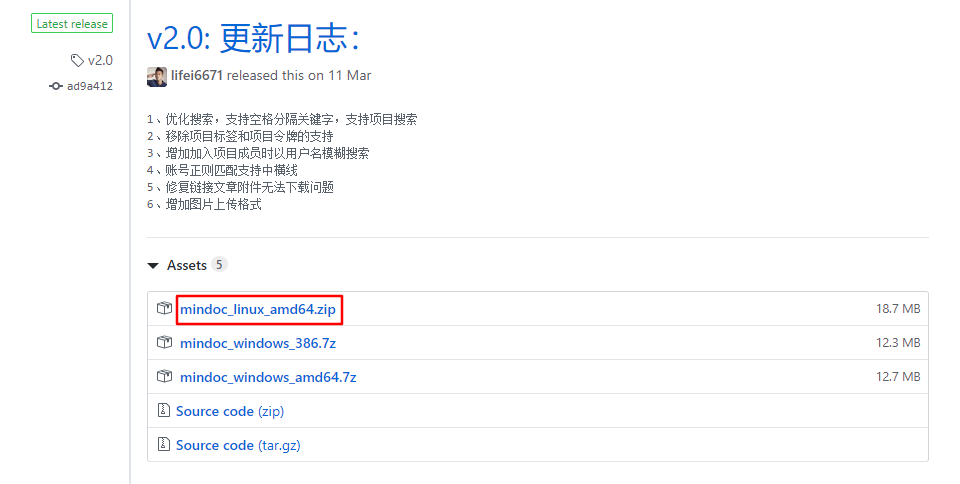 Latest release
v2.0
ad9a412
v2.0: 更新日志：
lifei6671 released this on 11 Mar
1、优化搜索，支持空格分隔关键字，支持项目搜索
2、移除项目标签和项目令牌的支持
3、增加加入项目成员时以用户名模糊搜索
4、账号正则匹配支持中横线
5、修复链接文章附件无法下载问题
6、增加图片上传格式
Assets 5
mindoc_linux_amd64.zip 18.7 MB
mindoc_windows_386.7z 12.3 MB
mindoc_windows_amd64.7z 12.7 MB
Source code (zip)
Source code (tar.gz)